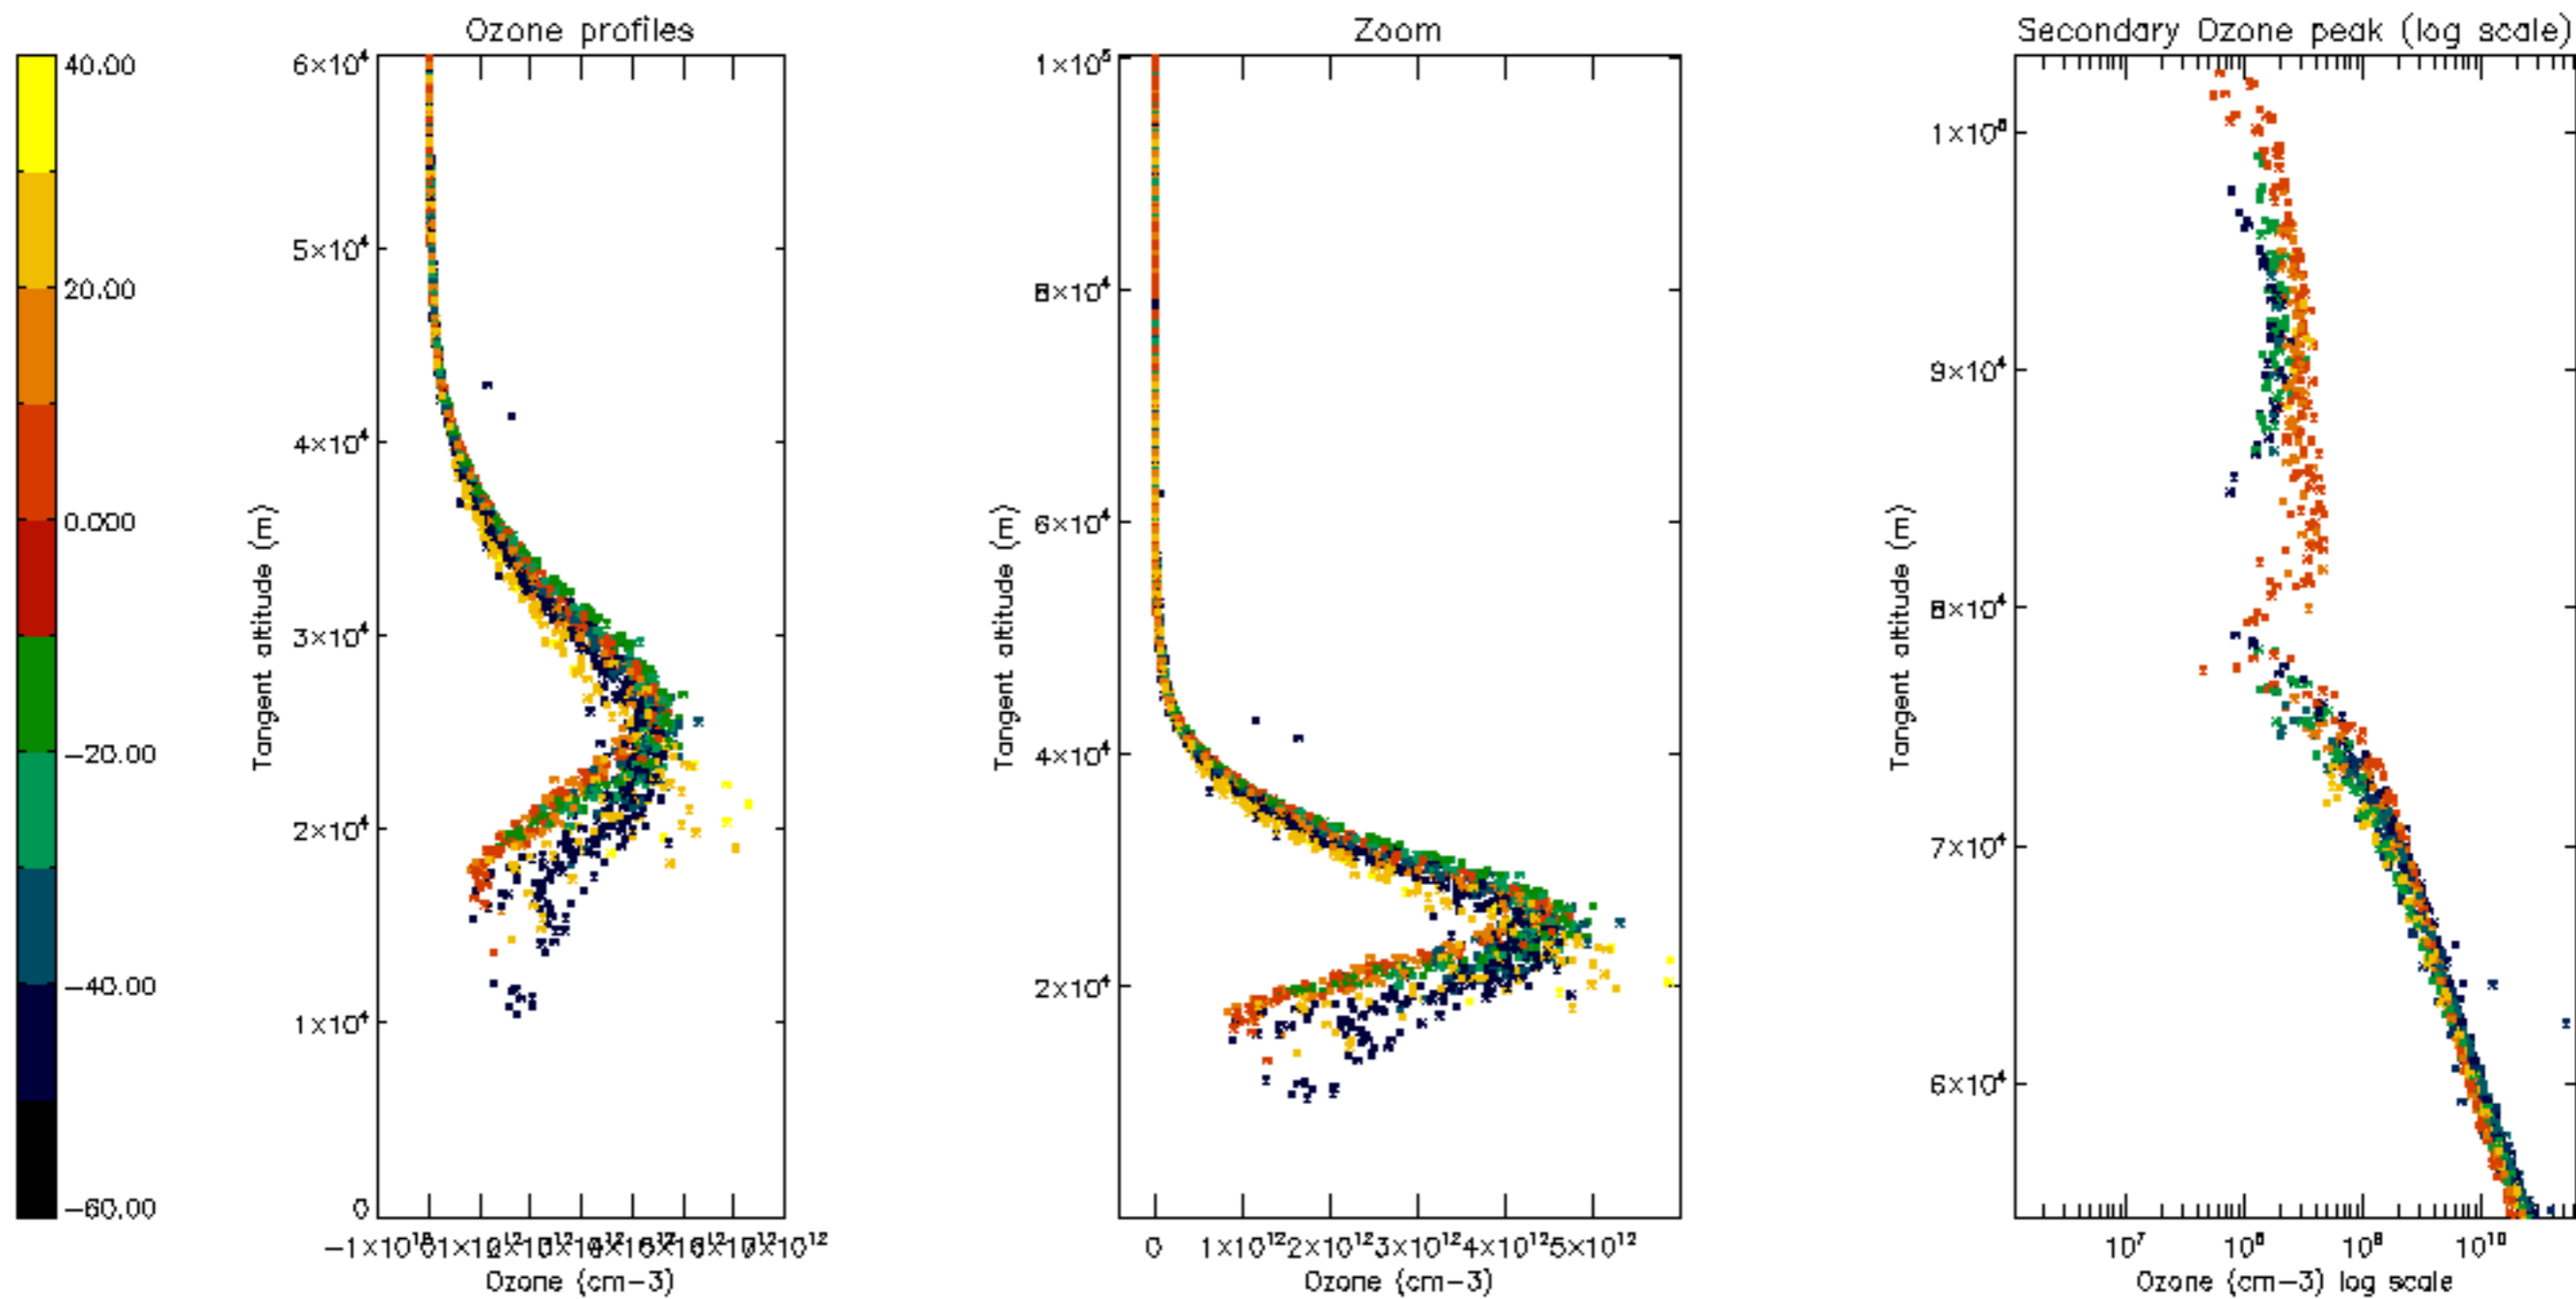 Ozone profiles
Zoom
Secondary Ozone peak (log scale)
40.00
20.00
0.000
−20.00
−40.00
−60.00
6×10⁴
5×10⁴
4×10⁴
3×10⁴
2×10⁴
1×10⁴
0
Tangent altitude (m)
Ozone (cm−3)
1×10⁵
8×10⁴
6×10⁴
4×10⁴
2×10⁴
Tangent altitude (m)
0 1×10¹² 2×10¹² 3×10¹² 4×10¹² 5×10¹²
Ozone (cm−3)
9×10⁴
8×10⁴
7×10⁴
6×10⁴
Tangent altitude (m)
10⁷ 10⁸ 10⁹ 10¹⁰
Ozone (cm−3) log scale